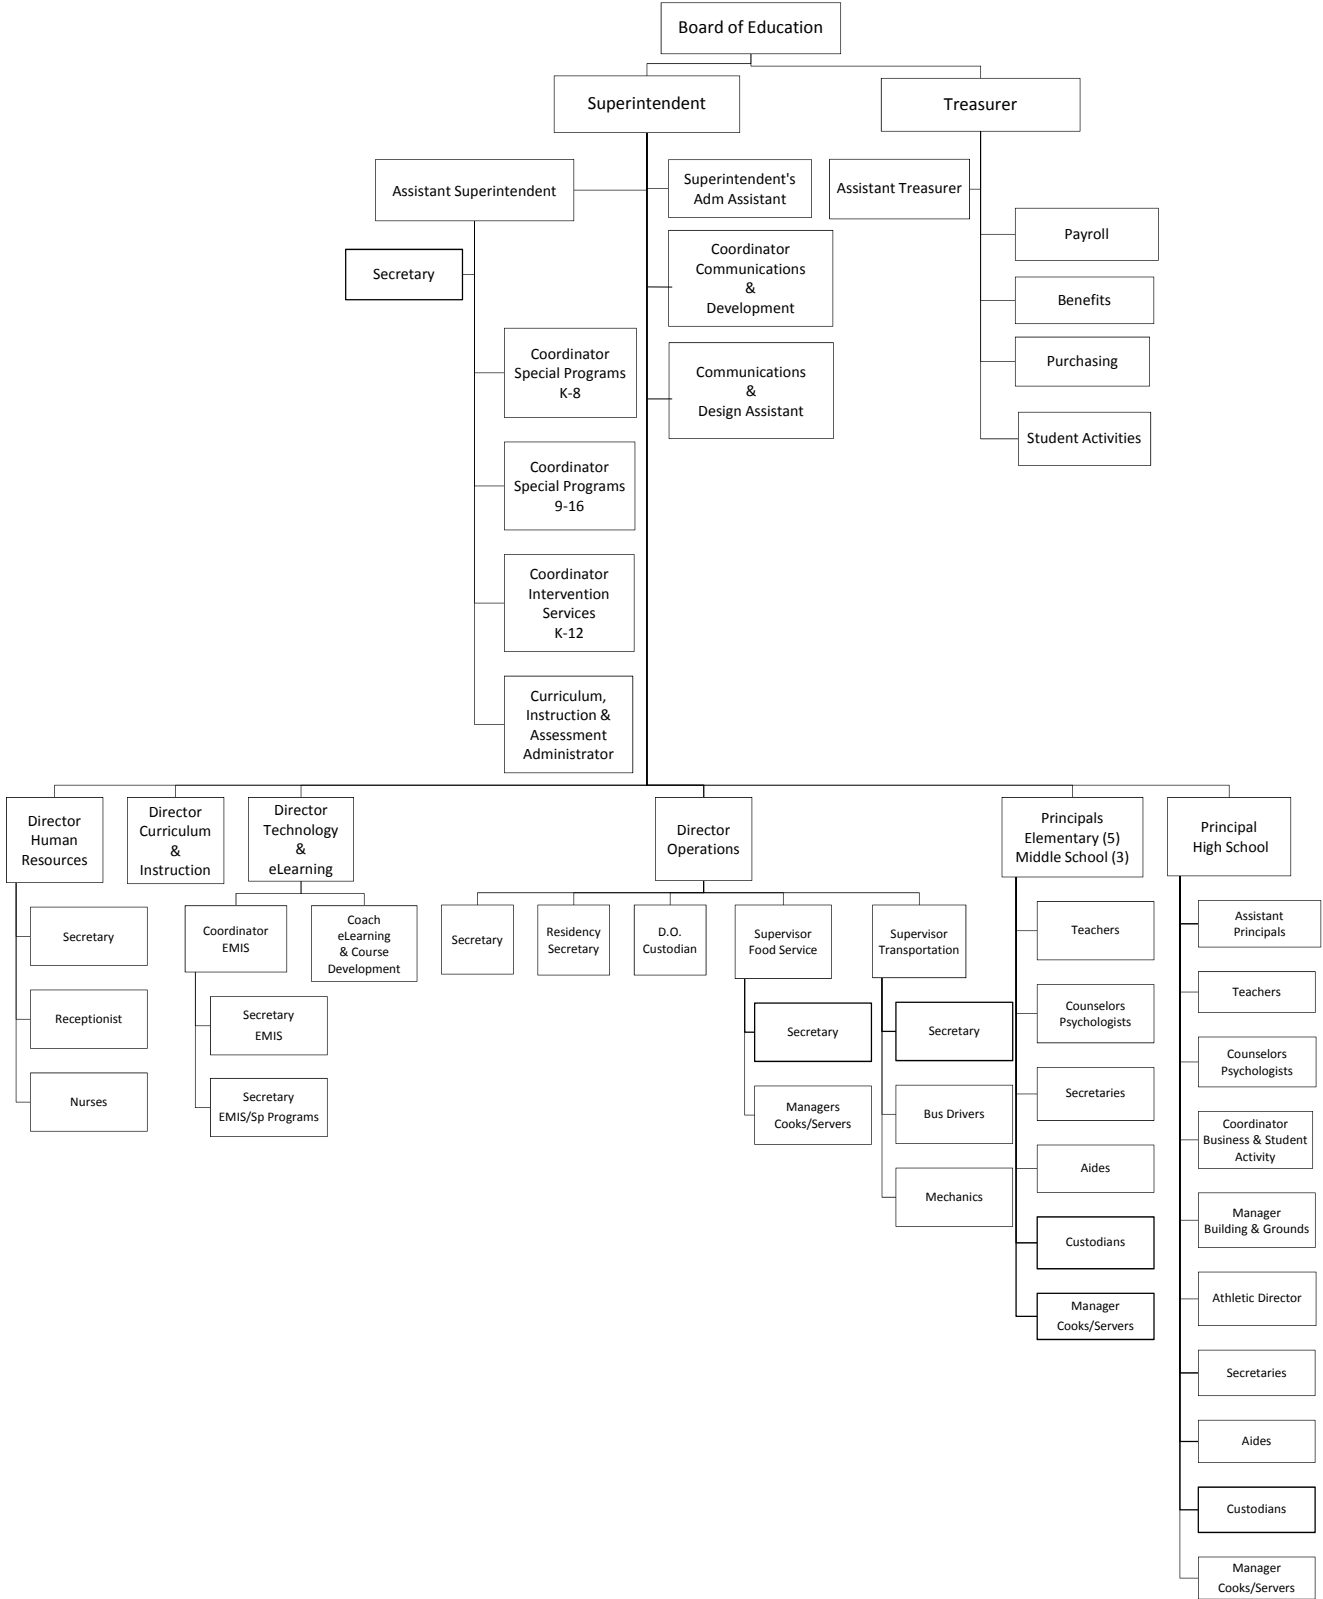 Board of Education
Superintendent
Treasurer
Assistant Superintendent
Superintendent's
Adm Assistant
Assistant Treasurer
Payroll
Secretary
Coordinator
Communications
&
Development
Benefits
Coordinator
Special Programs
K-8
Communications
&
Design Assistant
Purchasing
Student Activities
Coordinator
Special Programs
9-16
Coordinator
Intervention
Services
K-12
Curriculum,
Instruction &
Assessment
Administrator
Director
Human
Resources
Director
Curriculum
&
Instruction
Director
Technology
&
eLearning
Director
Operations
Principals
Elementary (5)
Middle School (3)
Principal
High School
Secretary
Receptionist
Nurses
Coordinator
EMIS
Coach
eLearning
& Course
Development
Secretary
EMIS
Secretary
EMIS/Sp Programs
Secretary
Residency
Secretary
D.O.
Custodian
Supervisor
Food Service
Supervisor
Transportation
Secretary
Managers
Cooks/Servers
Secretary
Bus Drivers
Mechanics
Teachers
Counselors
Psychologists
Secretaries
Aides
Custodians
Manager
Cooks/Servers
Assistant
Principals
Teachers
Counselors
Psychologists
Coordinator
Business & Student
Activity
Manager
Building & Grounds
Athletic Director
Secretaries
Aides
Custodians
Manager
Cooks/Servers